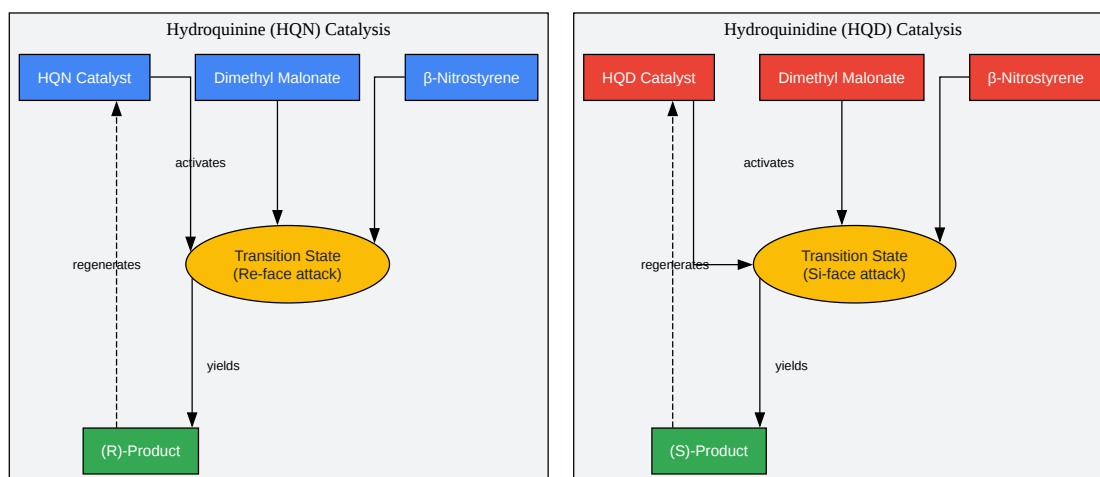 Hydroquinine (HQN) Catalysis
HQN Catalyst
Dimethyl Malonate
β-Nitrostyrene
activates
Transition State
(Re-face attack)
regenerates
yields
(R)-Product
Hydroquinidine (HQD) Catalysis
HQD Catalyst
Dimethyl Malonate
β-Nitrostyrene
activates
Transition State
(Si-face attack)
regenerates
yields
(S)-Product